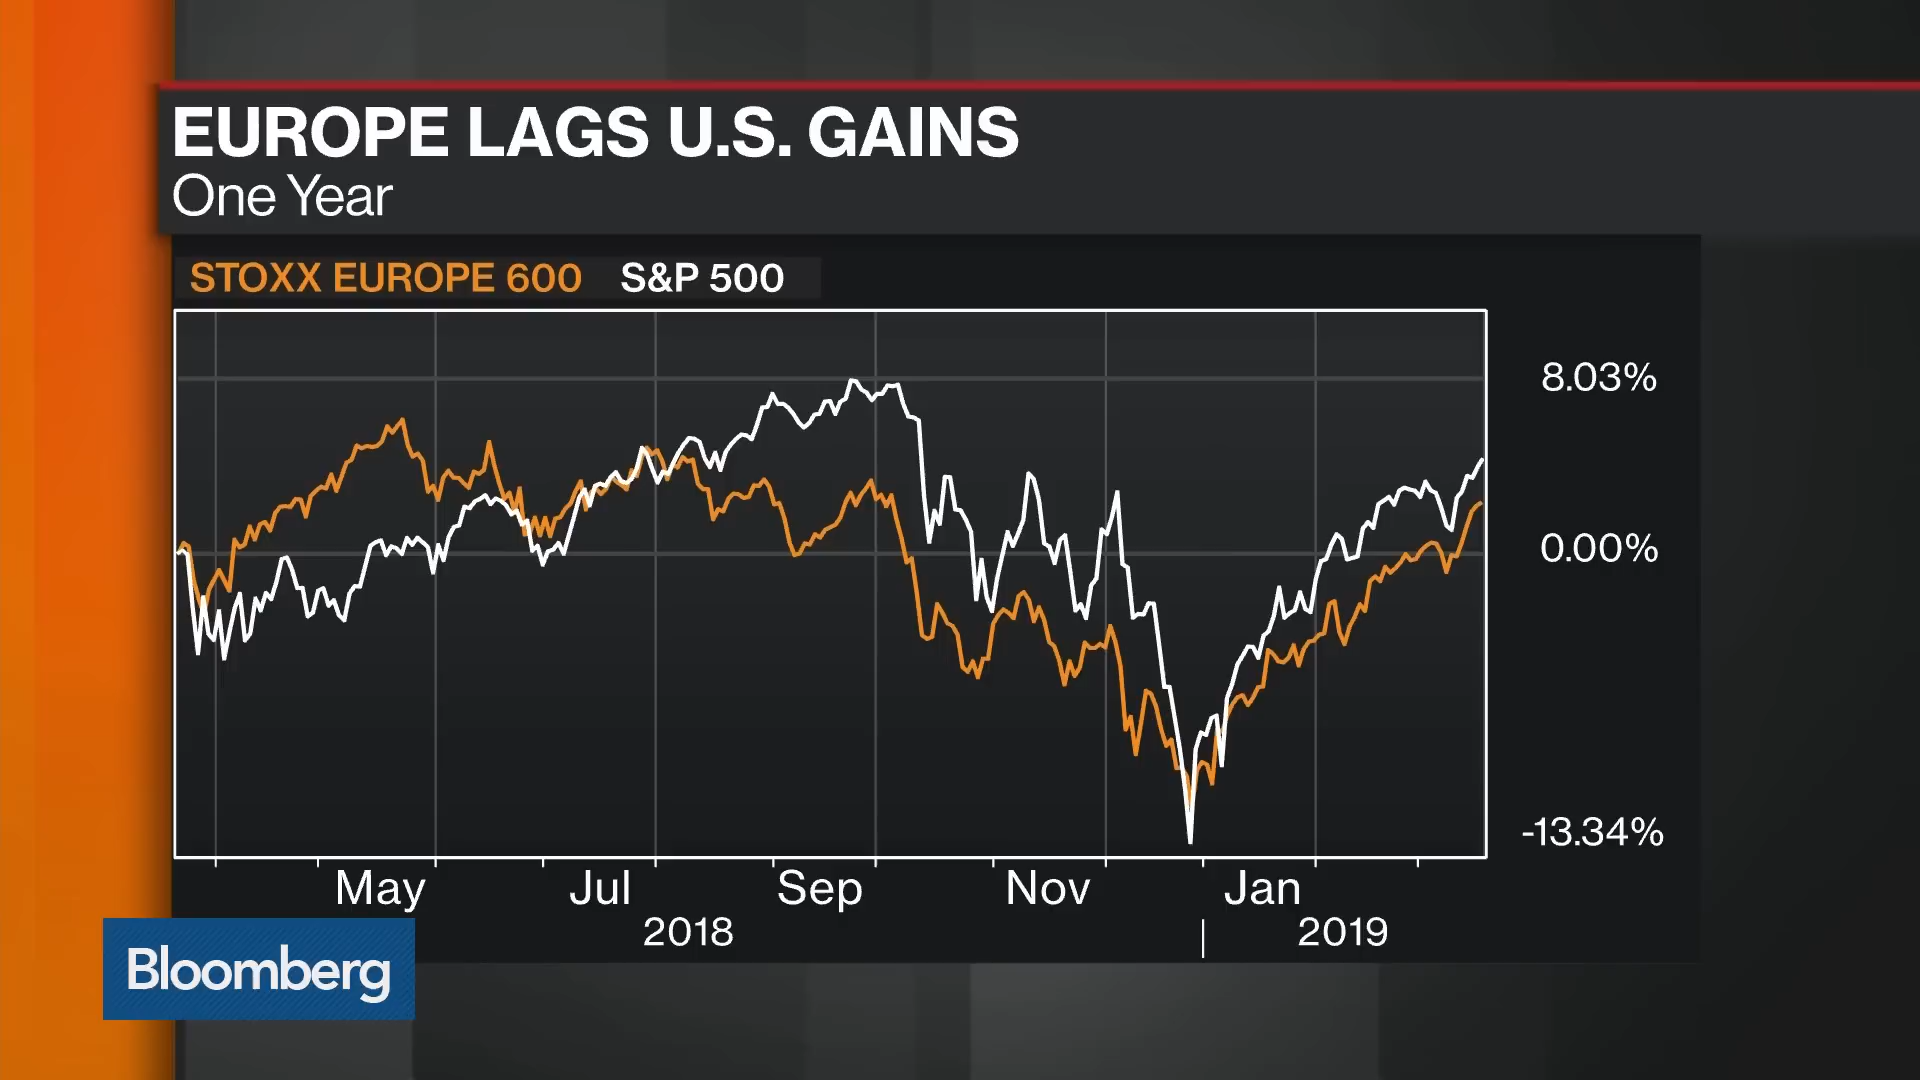 EUROPE LAGS U.S. GAINS
One Year
STOXX EUROPE 600 S&P 500
8.03%
0.00%
-13.34%
May Jul Sep Nov Jan
2018 2019
Bloomberg